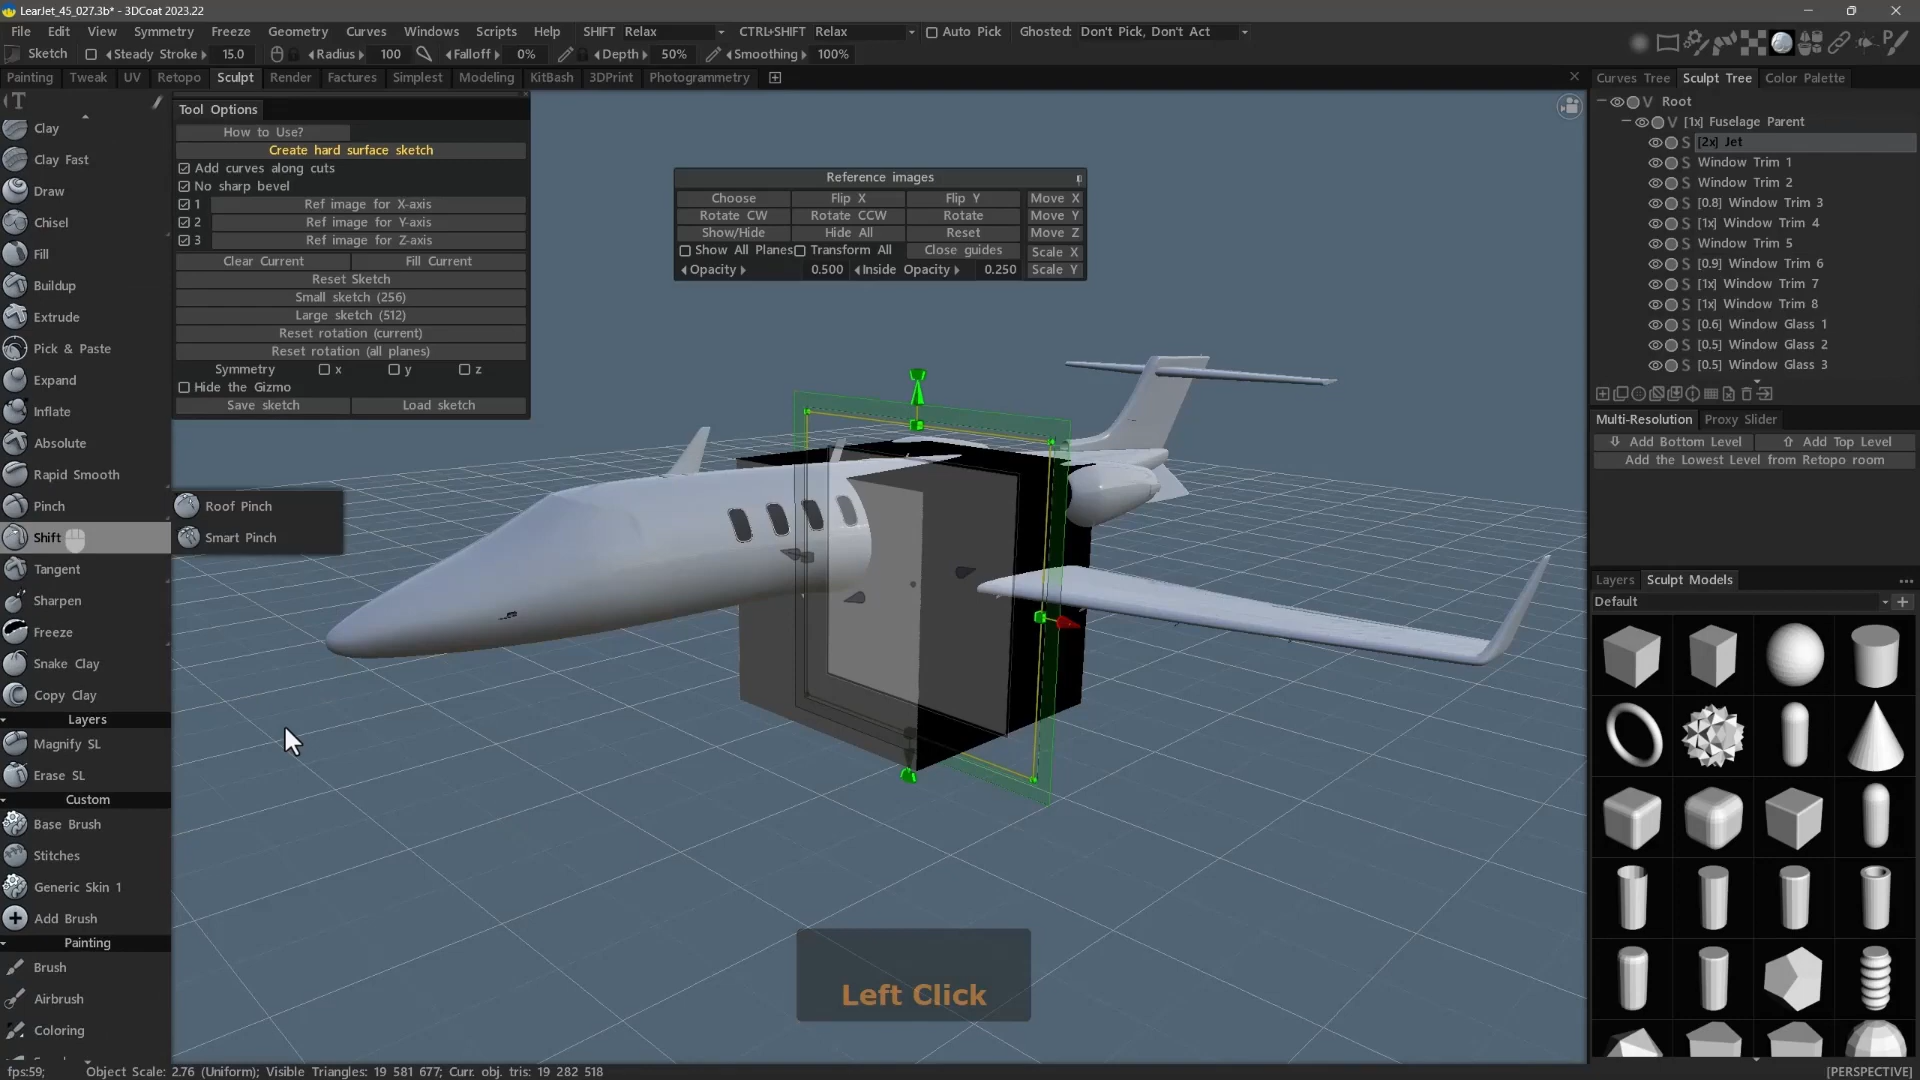 LearJet_45_027.3b* - 3DCoat 2023.22
File Edit View Symmetry Freeze Geometry Curves Windows Scripts Help SHIFT Relax CTRL+SHIFT Relax Auto Pick Ghosted: Don't Pick, Don't Act
Sketch Steady Stroke 15.0 Radius 100 Falloff 0% Depth 50% Smoothing 100%
Painting Tweak UV Retopo Sculpt Render Factures Simplest Modeling KitBash 3DPrint Photogrammetry
Curves Tree Sculpt Tree Color Palette
T
Clay
Clay Fast
Draw
Chisel
Fill
Buildup
Extrude
Pick & Paste
Expand
Inflate
Absolute
Rapid Smooth
Pinch
Shift
Tangent
Sharpen
Freeze
Snake Clay
Copy Clay
Layers
Magnify SL
Erase SL
Custom
Base Brush
Stitches
Generic Skin 1
Add Brush
Painting
Brush
Airbrush
Coloring
Roof Pinch
Smart Pinch
Tool Options
How to Use?
Create hard surface sketch
Add curves along cuts
No sharp bevel
1 Ref image for X-axis
2 Ref image for Y-axis
3 Ref image for Z-axis
Clear Current Fill Current
Reset Sketch
Small sketch (256)
Large sketch (512)
Reset rotation (current)
Reset rotation (all planes)
Symmetry x y z
Hide the Gizmo
Save sketch Load sketch
Reference images
Choose Flip X Flip Y Move X
Rotate CW Rotate CCW Rotate Move Y
Show/Hide Hide All Reset Move Z
Show All Planes Transform All Close guides Scale X
Opacity 0.500 Inside Opacity 0.250 Scale Y
Left Click
V Root
V [1x] Fuselage Parent
S [2x] Jet
S Window Trim 1
S Window Trim 2
S [0.8] Window Trim 3
S [1x] Window Trim 4
S Window Trim 5
S [0.9] Window Trim 6
S [1x] Window Trim 7
S [1x] Window Trim 8
S [0.6] Window Glass 1
S [0.5] Window Glass 2
S [0.5] Window Glass 3
Multi-Resolution Proxy Slider
Add Bottom Level Add Top Level
Add the Lowest Level from Retopo room
Layers Sculpt Models
Default
fps:59; Object Scale: 2.76 (Uniform); Visible Triangles: 19 581 677; Curr. obj. tris: 19 282 518 [PERSPECTIVE]